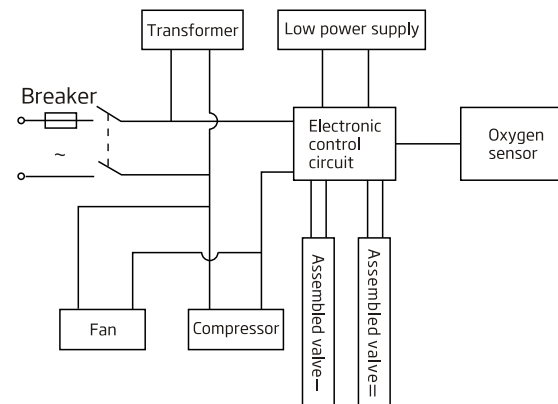 Transformer
Low power supply
Breaker
~
Electronic
control
circuit
Oxygen
sensor
Fan
Compressor
Assembled valve—
Assembled valve=